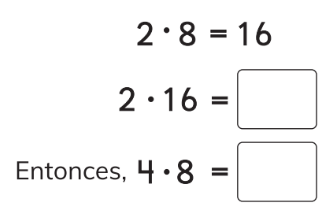 2 · 8 = 16
2 · 16 =
Entonces, 4 · 8 =